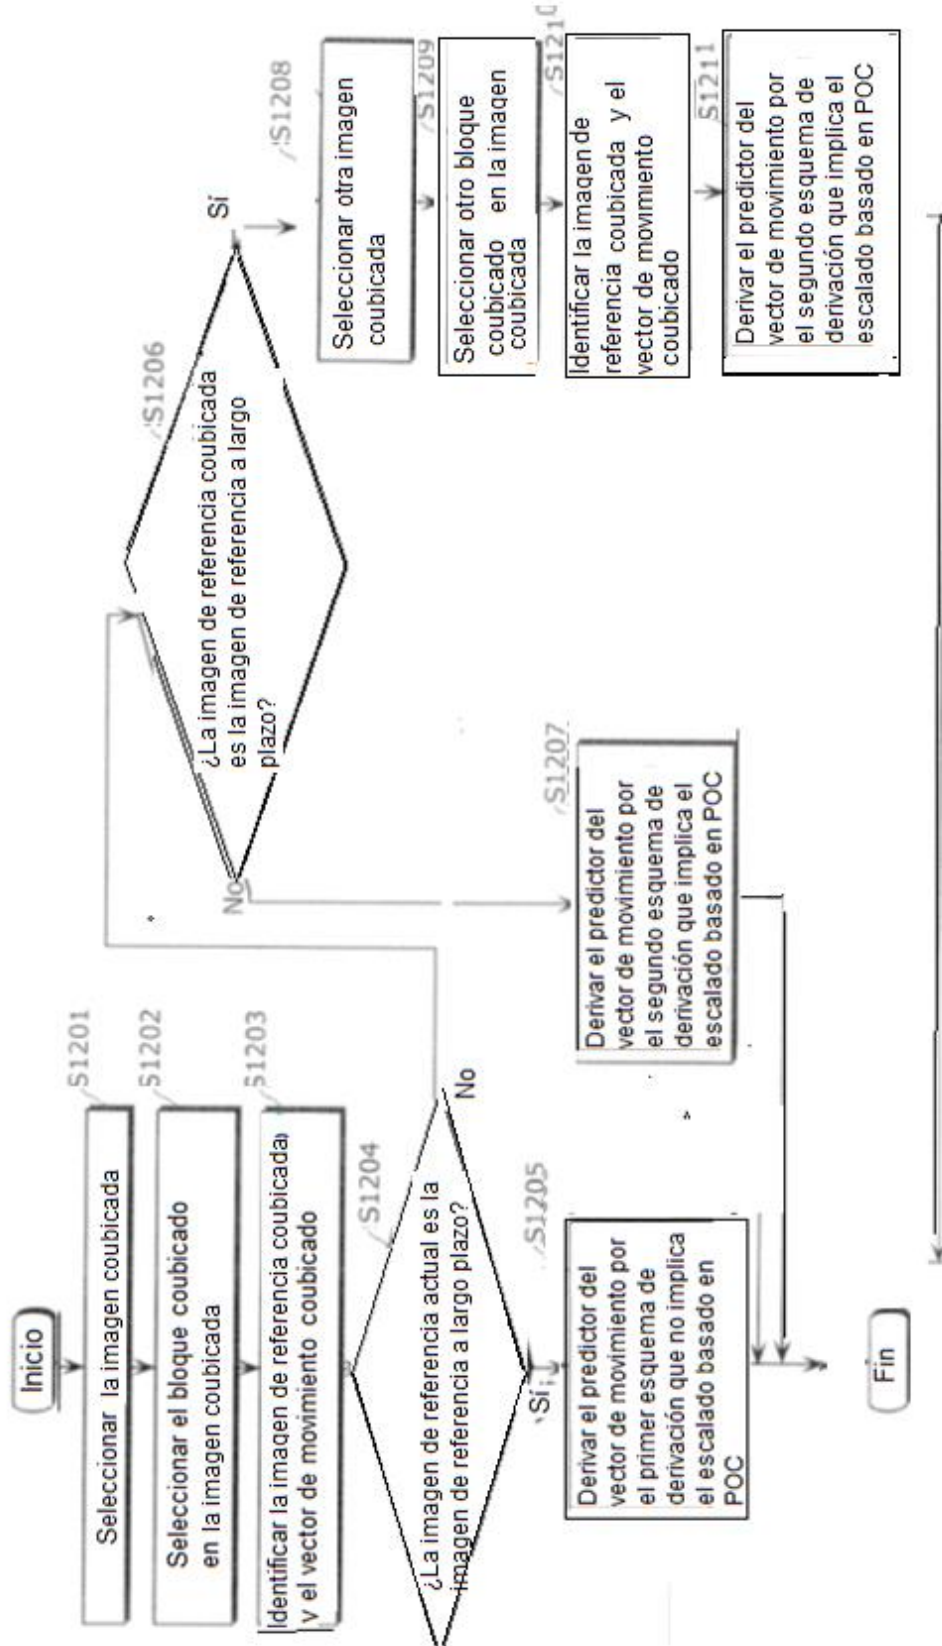 Inicio
S1201
Seleccionar la imagen coubicada
S1202
Seleccionar el bloque coubicado
en la imagen coubicada
S1203
Identificar la imagen de referencia coubicada
y el vector de movimiento coubicado
S1204
¿La imagen de referencia actual es la
imagen de referencia a largo plazo?
No
Sí
S1205
Derivar el predictor del
vector de movimiento por
el primer esquema de
derivación que no implica
el escalado basado en
POC
Fin
S1206
¿La imagen de referencia coubicada
es la imagen de referencia a largo
plazo?
No
Sí
S1207
Derivar el predictor del
vector de movimiento por
el segundo esquema de
derivación que implica el
escalado basado en POC
S1208
Seleccionar otra imagen
coubicada
S1209
Seleccionar otro bloque
coubicado en la imagen
coubicada
S1210
Identificar la imagen de
referencia coubicada y el
vector de movimiento
coubicado
S1211
Derivar el predictor del
vector de movimiento por
el segundo esquema de
derivación que implica el
escalado basado en POC